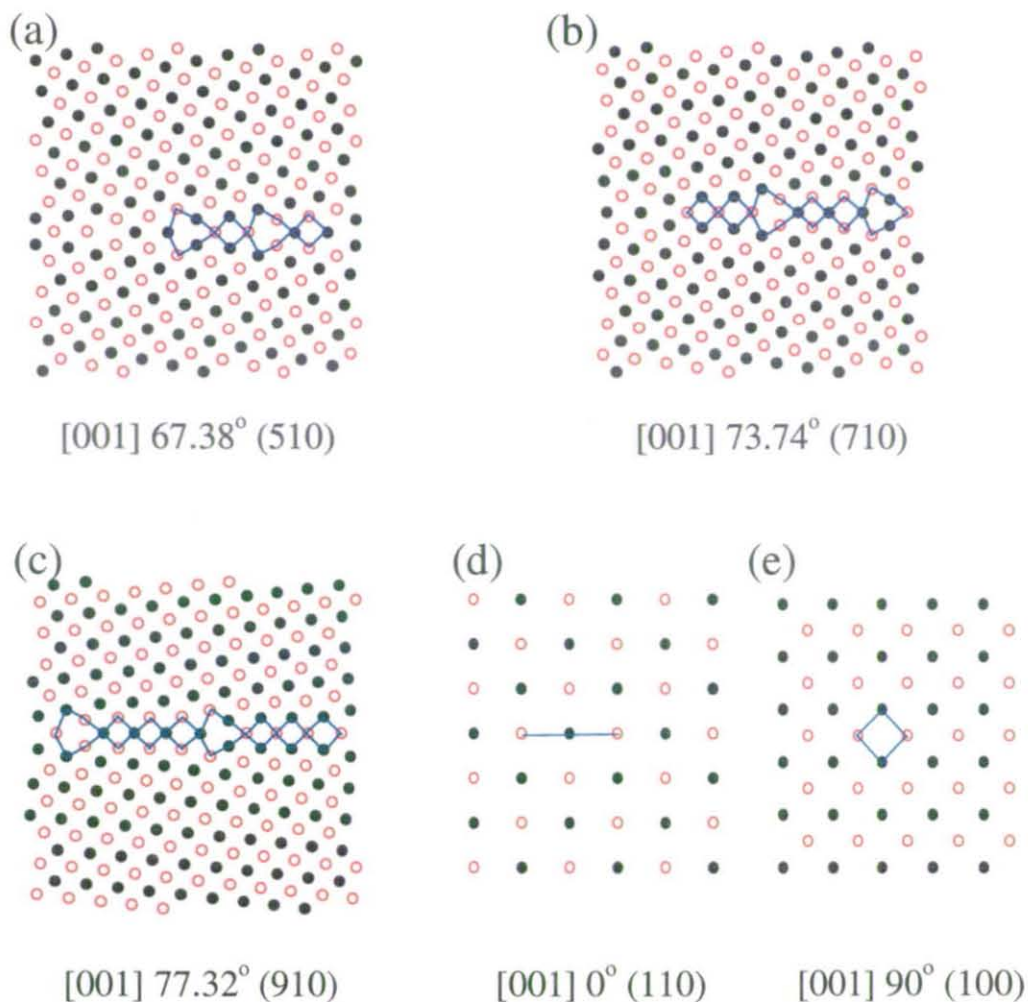 (a)
(b)
[001] 67.38° (510)
[001] 73.74° (710)
(c)
(d)
(e)
[001] 77.32° (910)
[001] 0° (110)
[001] 90° (100)